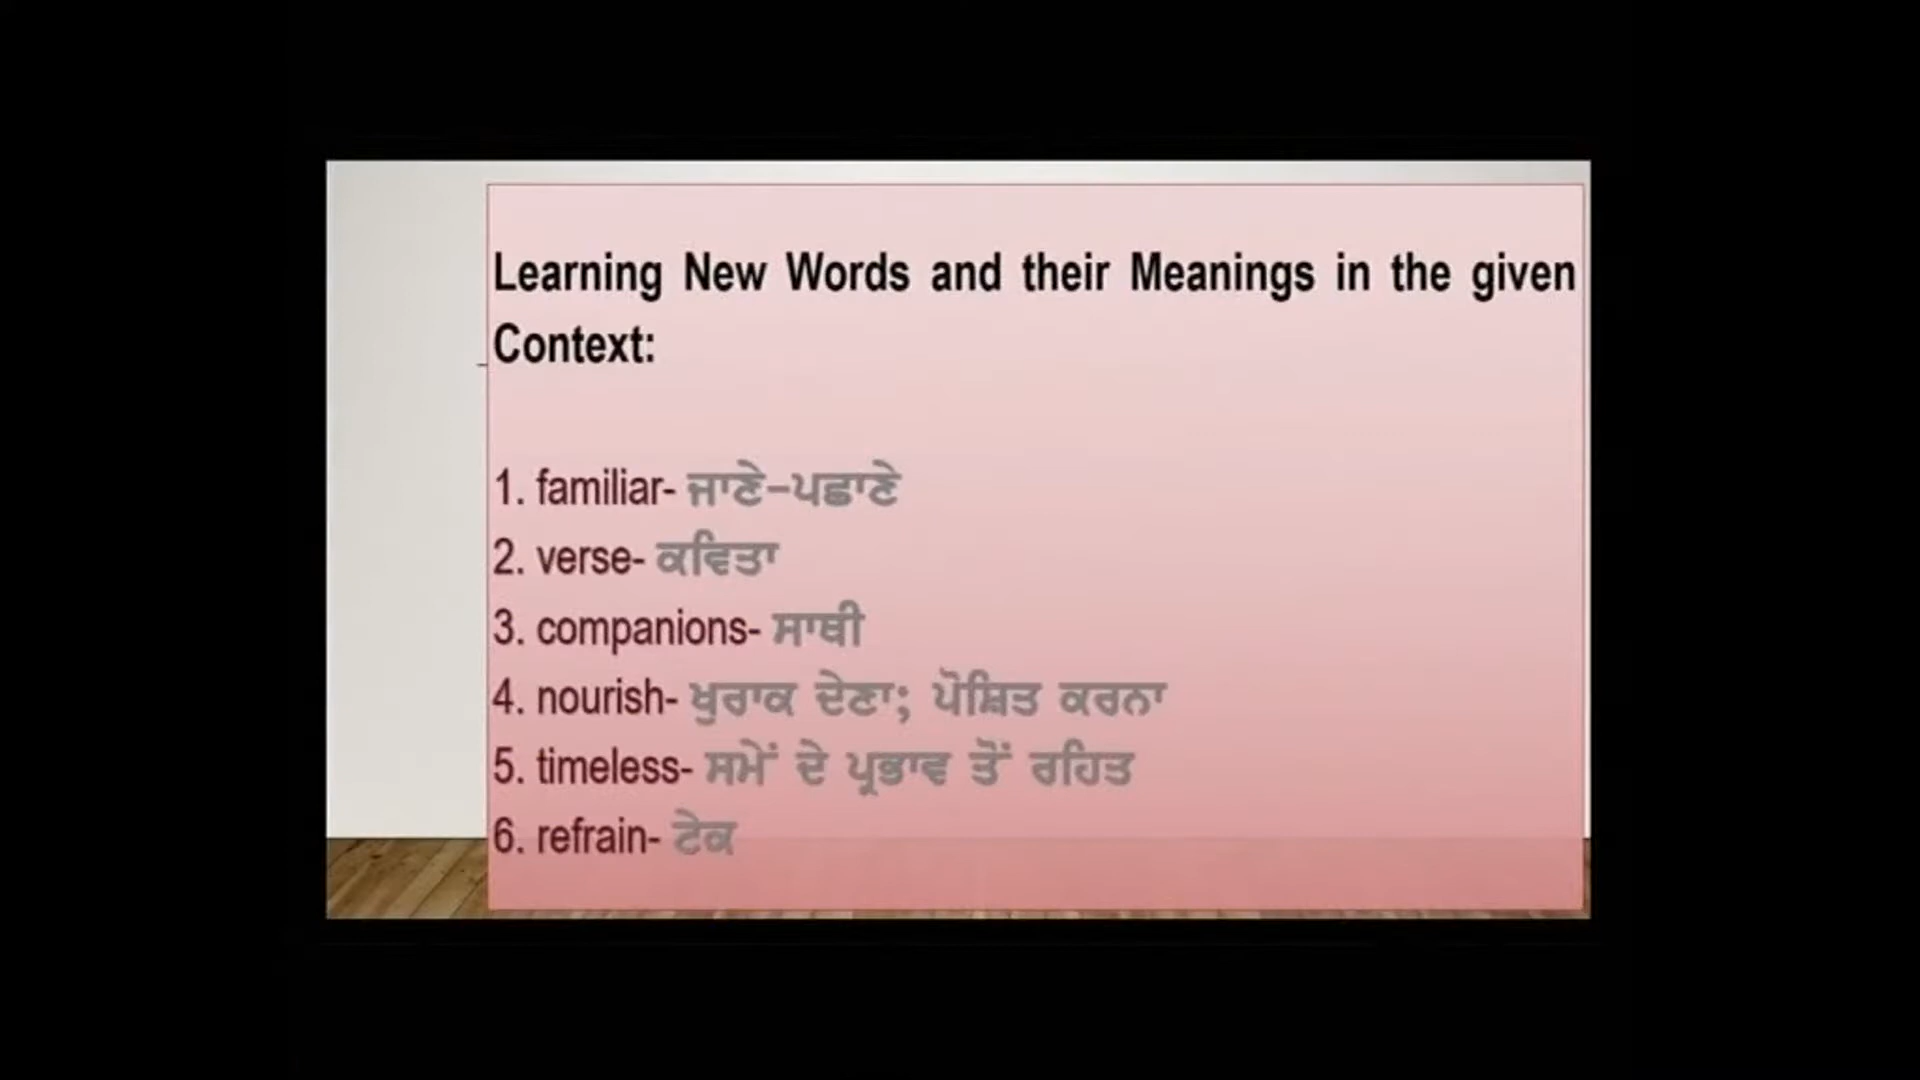 Learning New Words and their Meanings in the given
Context:
1. familiar- ਜਾਣੇ-ਪਛਾਣੇ
2. verse- ਕਵਿਤਾ
3. companions- ਸਾਥੀ
4. nourish- ਖੁਰਾਕ ਦੇਣਾ; ਪੋਸ਼ਿਤ ਕਰਨਾ
5. timeless- ਸਮੇਂ ਦੇ ਪ੍ਰਭਾਵ ਤੋਂ ਰਹਿਤ
6. refrain- ਟੇਕ